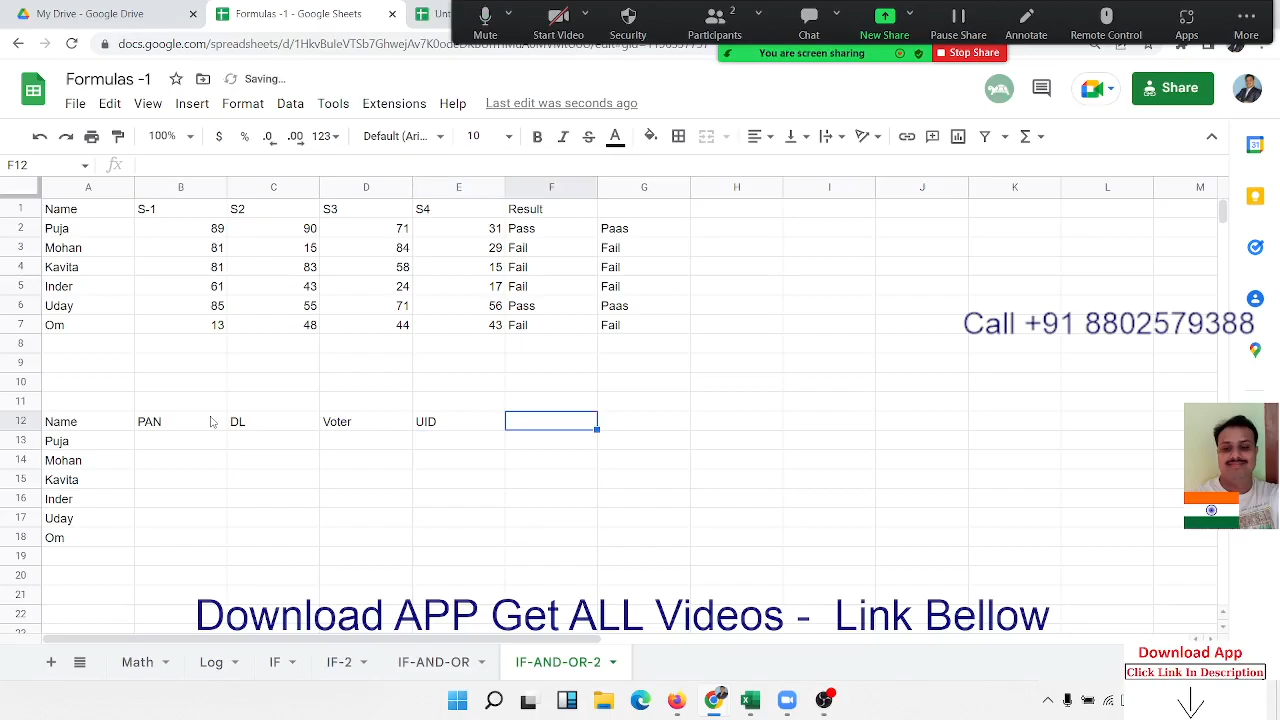 My Drive - Google Drive
Formulas -1 - Google Sheets
Mute
Start Video
Security
2
Participants
Chat
New Share
Pause Share
Annotate
Remote Control
Apps
More
You are screen sharing
Stop Share
Formulas -1
Saving...
File Edit View Insert Format Data Tools Extensions Help Last edit was seconds ago
Share
100% $ % .0 .00 123 Default (Ari... 10 B I S A
F12 fx
A B C D E F G H I J K L M
1 Name S-1 S2 S3 S4 Result
2 Puja 89 90 71 31 Pass Paas
3 Mohan 81 15 84 29 Fail Fail
4 Kavita 81 83 58 15 Fail Fail
5 Inder 61 43 24 17 Fail Fail
6 Uday 85 55 71 56 Pass Paas
7 Om 13 48 44 43 Fail Fail
8
9
10
11
12 Name PAN DL Voter UID
13 Puja
14 Mohan
15 Kavita
16 Inder
17 Uday
18 Om
19
20
21
22
Call +91 8802579388
Download APP Get ALL Videos - Link Bellow
Download App
Click Link In Description
Math Log IF IF-2 IF-AND-OR IF-AND-OR-2